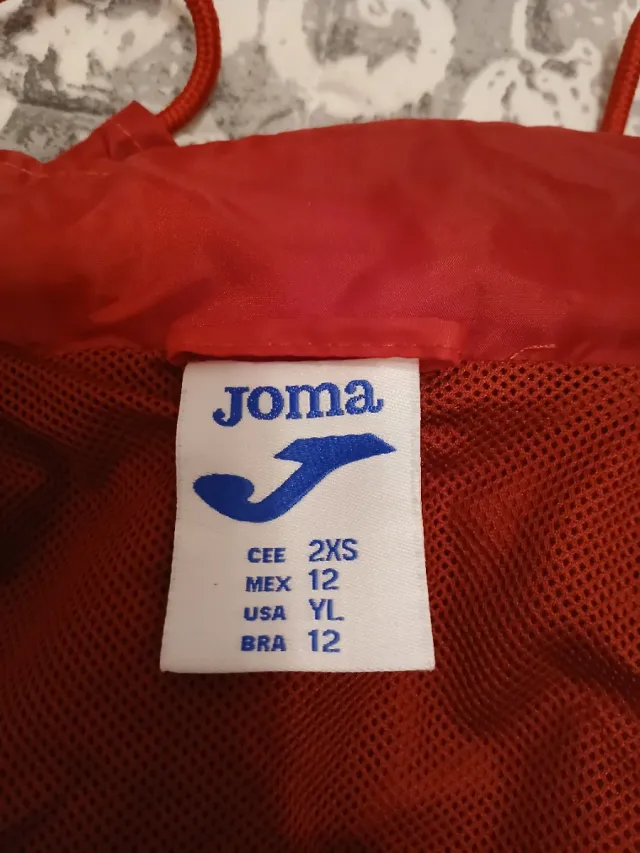 Joma
CEE 2XS
MEX 12
USA YL
BRA 12